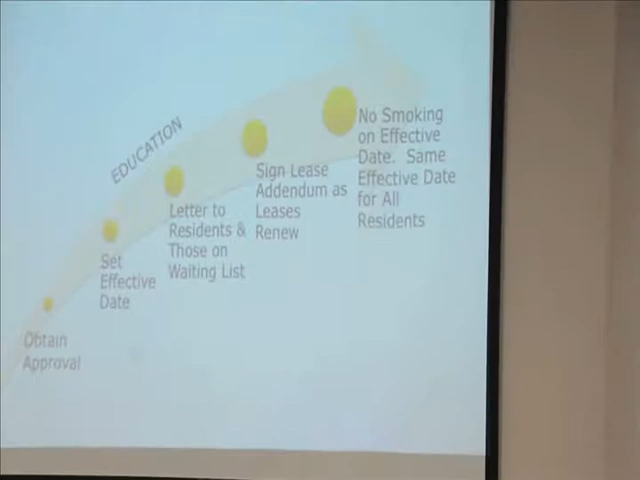 EDUCATION
Obtain
Approval
Set
Effective
Date
Letter to
Residents &
Those on
Waiting List
Sign Lease
Addendum as
Leases
Renew
No Smoking
on Effective
Date. Same
Effective Date
for All
Residents